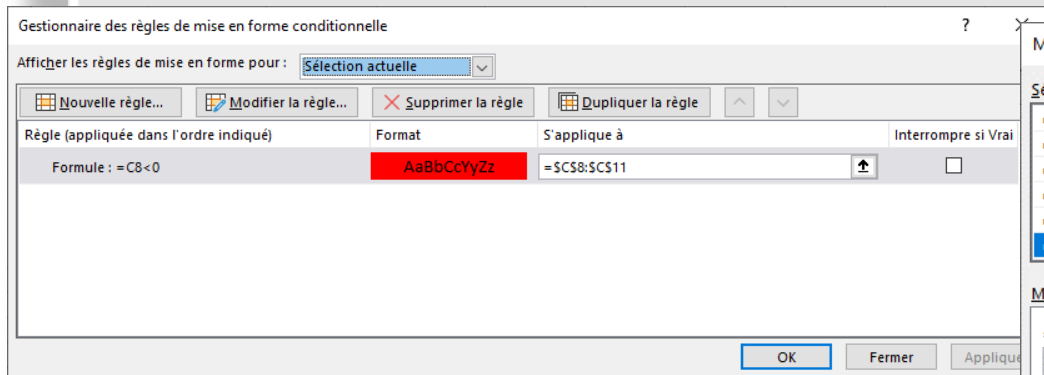 Gestionnaire des règles de mise en forme conditionnelle ?
M
Afficher les règles de mise en forme pour : Sélection actuelle
Sé
Nouvelle règle... Modifier la règle... Supprimer la règle Dupliquer la règle
Règle (appliquée dans l'ordre indiqué) Format S'applique à Interrompre si Vrai
Formule : =C8<0 AaBbCcYyZz =$C$8:$C$11
M
OK Fermer Applique